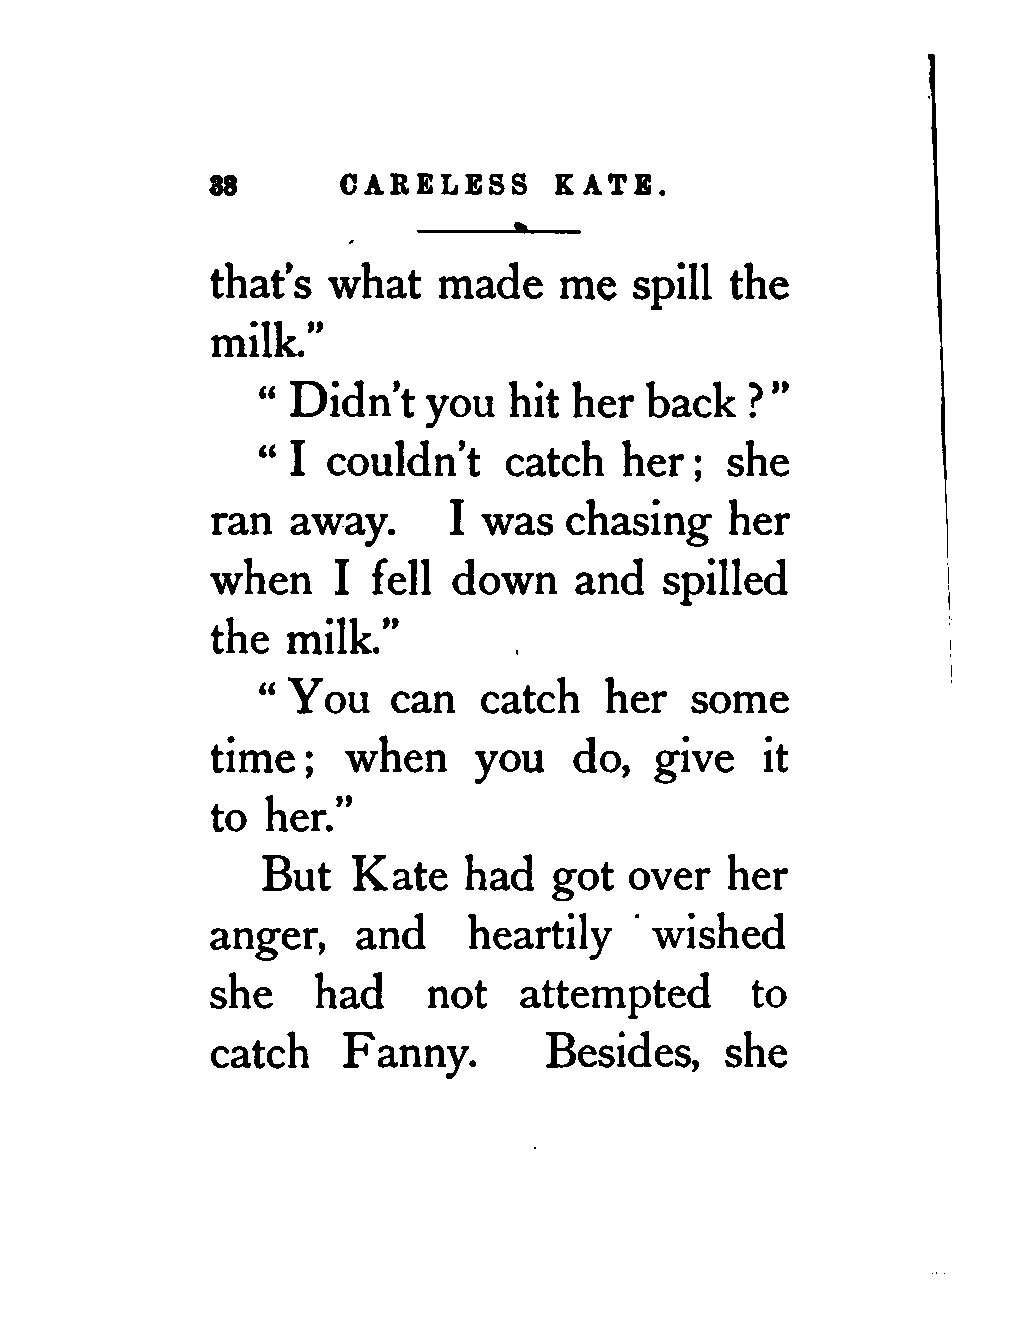 38 CARELESS KATE.
that's what made me spill the
milk."
"Didn't you hit her back?"
"I couldn't catch her; she
ran away. I was chasing her
when I fell down and spilled
the milk."
"You can catch her some
time; when you do, give it
to her."
But Kate had got over her
anger, and heartily wished
she had not attempted to
catch Fanny. Besides, she